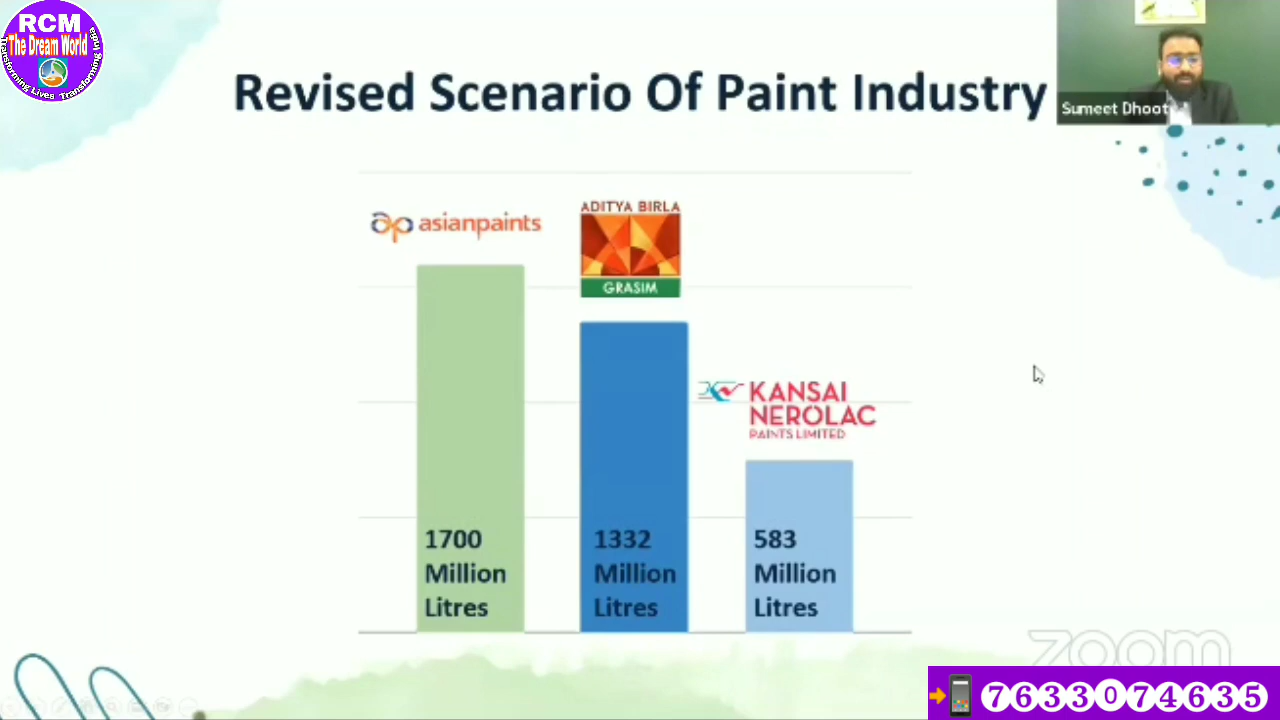 RCM
The Dream World
Transforming Lives Transforming India
Revised Scenario Of Paint Industry
Sumeet Dhoot
ap asianpaints
ADITYA BIRLA
GRASIM
KANSAI
NEROLAC
PAINTS LIMITED
1700
Million
Litres
1332
Million
Litres
583
Million
Litres
zoom
7633074635